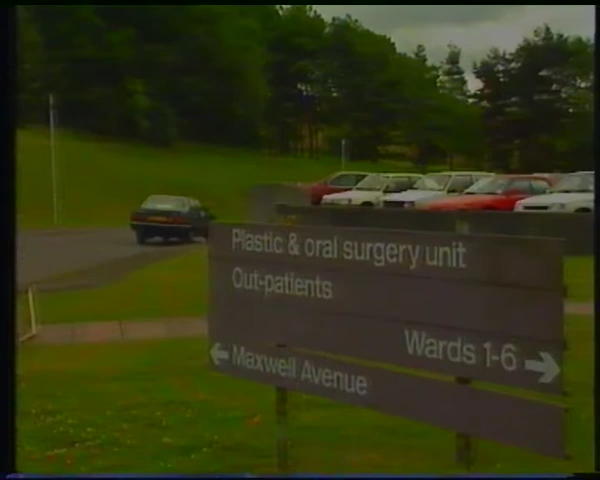 Plastic & oral surgery unit
Out-patients
Wards 1-6 →
← Maxwell Avenue